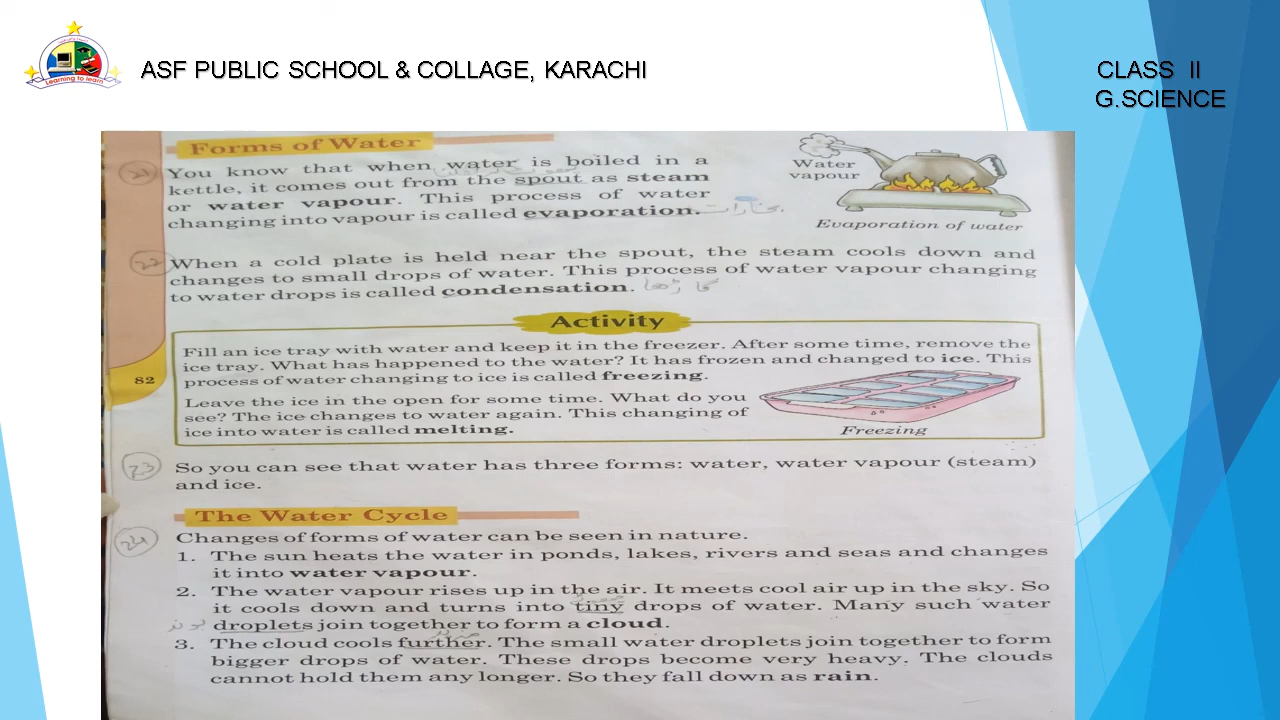 ASF PUBLIC SCHOOL & COLLAGE, KARACHI
CLASS II
G.SCIENCE
Learning to learn
Forms of Water
21
You know that when water is boiled in a
kettle, it comes out from the spout as steam
or water vapour. This process of water
changing into vapour is called evaporation.
بخارات
Water
vapour
Evaporation of water
22
When a cold plate is held near the spout, the steam cools down and
changes to small drops of water. This process of water vapour changing
to water drops is called condensation.
گاڑھا
Activity
Fill an ice tray with water and keep it in the freezer. After some time, remove the
ice tray. What has happened to the water? It has frozen and changed to ice. This
process of water changing to ice is called freezing.
Leave the ice in the open for some time. What do you
see? The ice changes to water again. This changing of
ice into water is called melting.
Freezing
82
23
So you can see that water has three forms: water, water vapour (steam)
and ice.
The Water Cycle
24
Changes of forms of water can be seen in nature.
1. The sun heats the water in ponds, lakes, rivers and seas and changes
it into water vapour.
2. The water vapour rises up in the air. It meets cool air up in the sky. So
it cools down and turns into tiny drops of water. Many such water
droplets join together to form a cloud.
3. The cloud cools further. The small water droplets join together to form
bigger drops of water. These drops become very heavy. The clouds
cannot hold them any longer. So they fall down as rain.